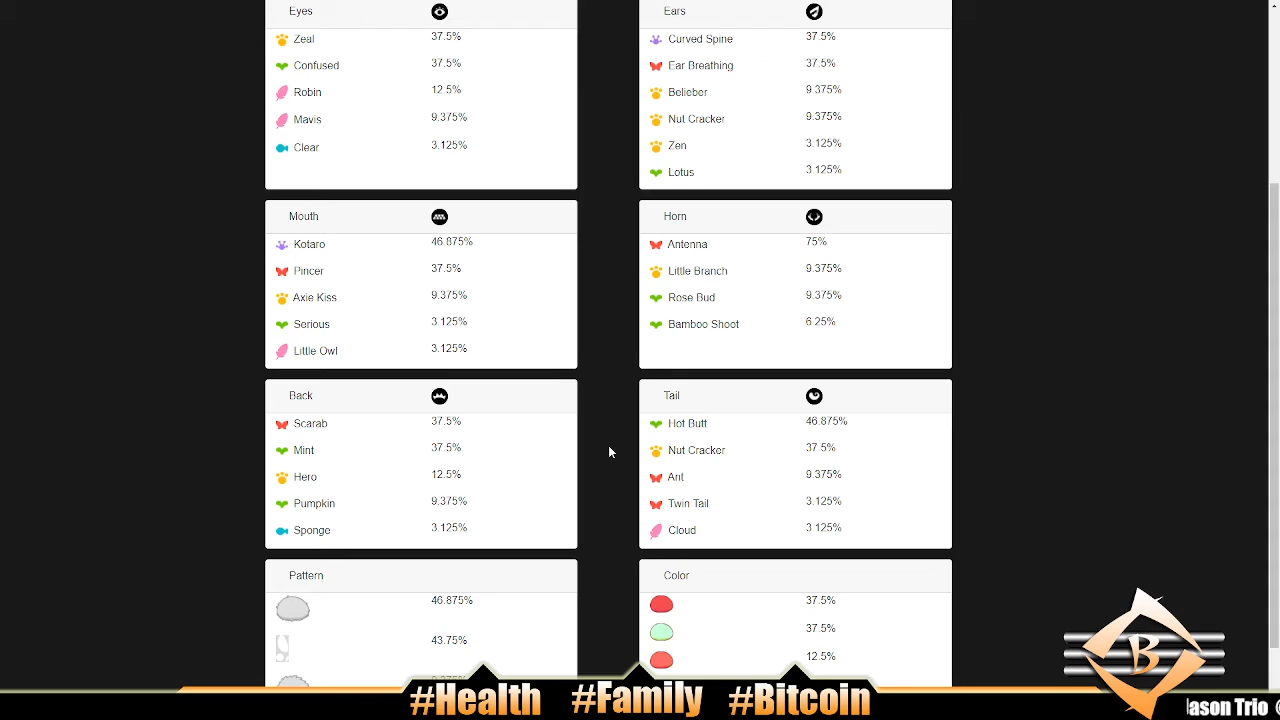 Eyes
Zeal 37.5%
Confused 37.5%
Robin 12.5%
Mavis 9.375%
Clear 3.125%
Ears
Curved Spine 37.5%
Ear Breathing 37.5%
Belieber 9.375%
Nut Cracker 9.375%
Zen 3.125%
Lotus 3.125%
Mouth
Kotaro 46.875%
Pincer 37.5%
Axie Kiss 9.375%
Serious 3.125%
Little Owl 3.125%
Horn
Antenna 75%
Little Branch 9.375%
Rose Bud 9.375%
Bamboo Shoot 6.25%
Back
Scarab 37.5%
Mint 37.5%
Hero 12.5%
Pumpkin 9.375%
Sponge 3.125%
Tail
Hot Butt 46.875%
Nut Cracker 37.5%
Ant 9.375%
Twin Tail 3.125%
Cloud 3.125%
Pattern
46.875%
43.75%
Color
37.5%
37.5%
12.5%
B
#Health #Family #Bitcoin
ason Trio